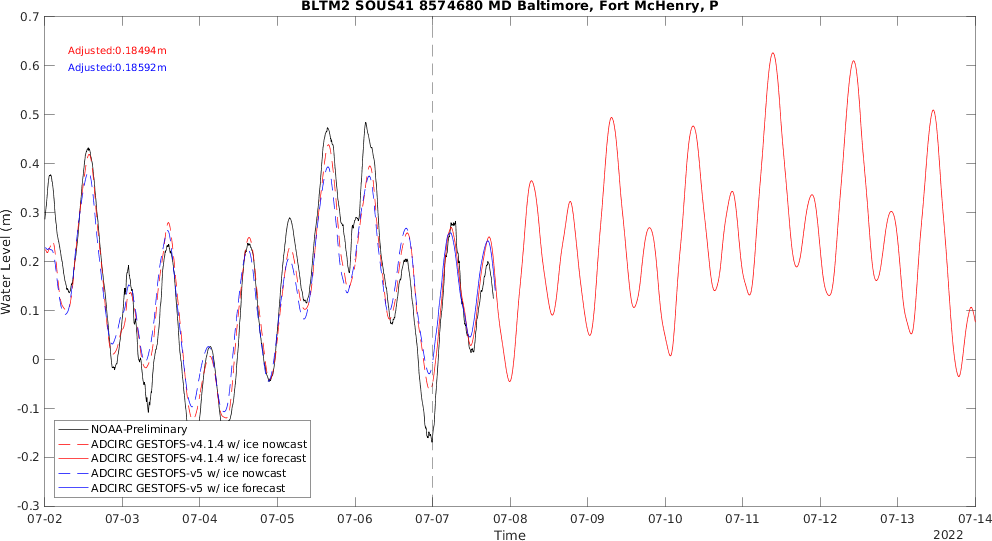 BLTM2 SOUS41 8574680 MD Baltimore, Fort McHenry, P
0.7
0.6
0.5
0.4
0.3
0.2
0.1
0
-0.1
-0.2
-0.3
Water Level (m)
Adjusted:0.18494m
Adjusted:0.18592m
NOAA-Preliminary
ADCIRC GESTOFS-v4.1.4 w/ ice nowcast
ADCIRC GESTOFS-v4.1.4 w/ ice forecast
ADCIRC GESTOFS-v5 w/ ice nowcast
ADCIRC GESTOFS-v5 w/ ice forecast
07-02 07-03 07-04 07-05 07-06 07-07 07-08 07-09 07-10 07-11 07-12 07-13 07-14
Time
2022